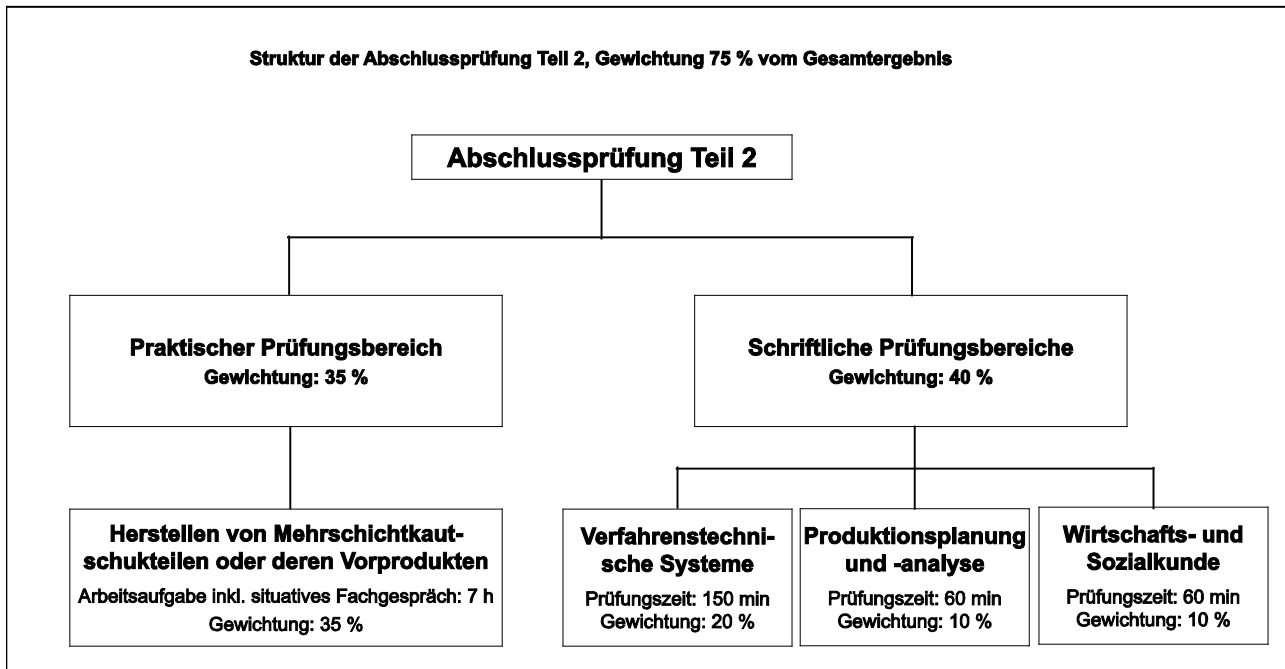 Struktur der Abschlussprüfung Teil 2, Gewichtung 75 % vom Gesamtergebnis
Abschlussprüfung Teil 2
Praktischer Prüfungsbereich
Gewichtung: 35 %
Schriftliche Prüfungsbereiche
Gewichtung: 40 %
Herstellen von Mehrschichtkaut-
schukteilen oder deren Vorprodukten
Arbeitsaufgabe inkl. situatives Fachgespräch: 7 h
Gewichtung: 35 %
Verfahrenstechni-
sche Systeme
Prüfungszeit: 150 min
Gewichtung: 20 %
Produktionsplanung
und -analyse
Prüfungszeit: 60 min
Gewichtung: 10 %
Wirtschafts- und
Sozialkunde
Prüfungszeit: 60 min
Gewichtung: 10 %